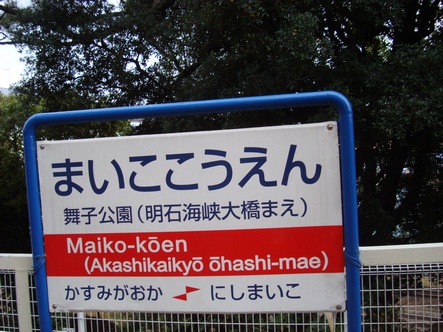 まいここうえん
舞子公園(明石海峡大橋まえ)
Maiko-kōen
(Akashikaikyō ōhashi-mae)
かすみがおか にしまいこ